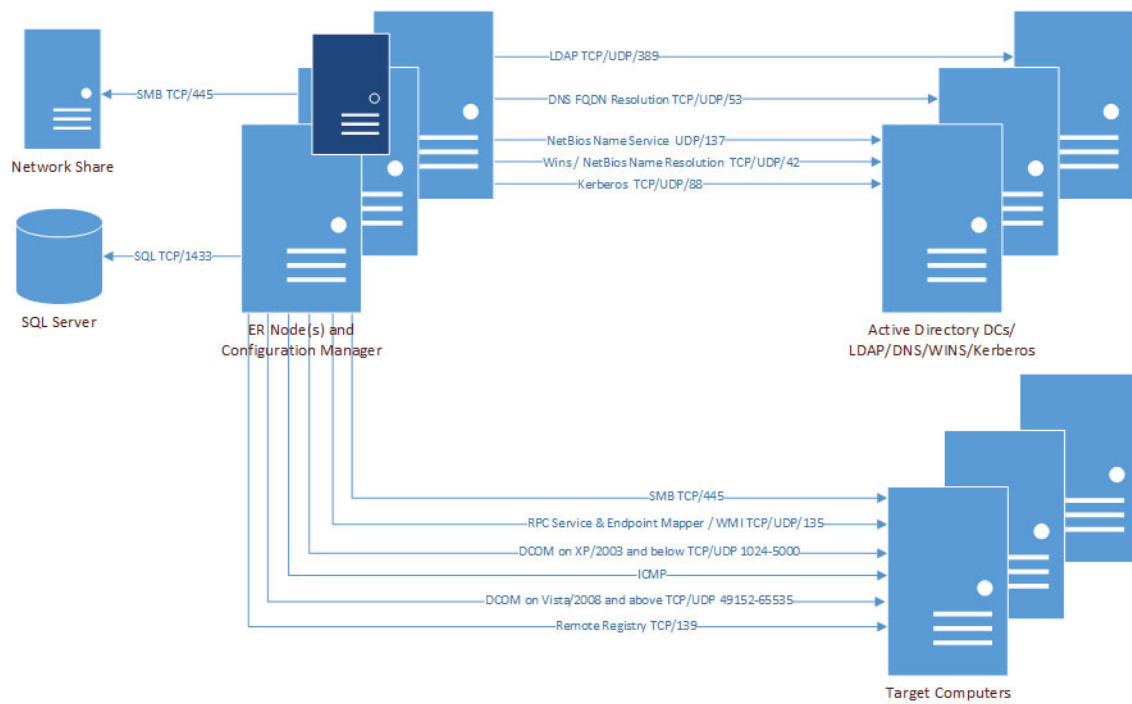 LDAP TCP/UDP/389
SMB TCP/445
DNS FQDN Resolution TCP/UDP/53
NetBios Name Service UDP/137
Wins / NetBios Name Resolution TCP/UDP/42
Kerberos TCP/UDP/88
Network Share
SQL TCP/1433
SQL Server
ER Node(s) and
Configuration Manager
Active Directory DCs/
LDAP/DNS/WINS/Kerberos
SMB TCP/445
RPC Service & Endpoint Mapper / WMI TCP/UDP/135
DCOM on XP/2003 and below TCP/UDP 1024-5000
ICMP
DCOM on Vista/2008 and above TCP/UDP 49152-65535
Remote Registry TCP/139
Target Computers